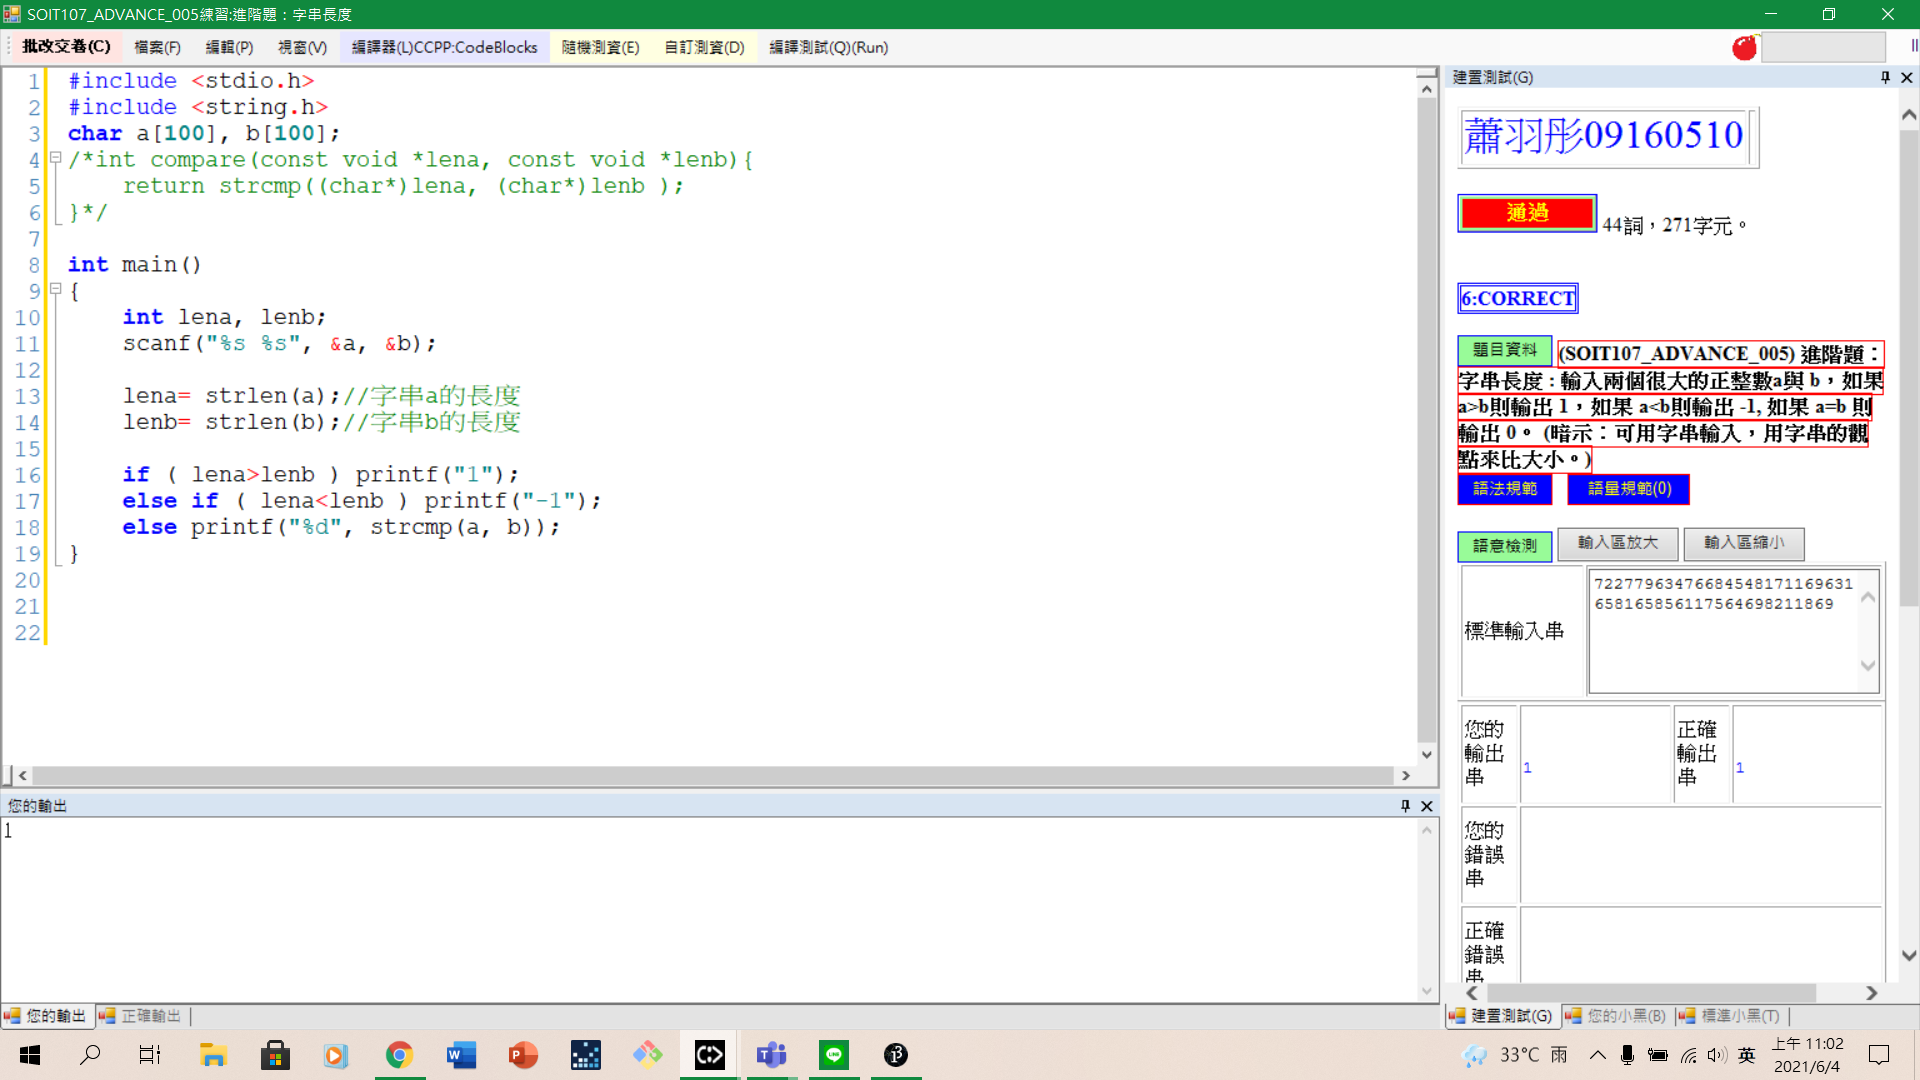 SOIT107_ADVANCE_005練習:進階題：字串長度
批改交卷(C) 檔案(F) 編輯(P) 視窗(V) 編譯器(L)CCPP:CodeBlocks 隨機測資(E) 自訂測資(D) 編譯測試(Q)(Run)
1 #include <stdio.h>
2 #include <string.h>
3 char a[100], b[100];
4 /*int compare(const void *lena, const void *lenb){
5 return strcmp((char*)lena, (char*)lenb );
6 }*/
7
8 int main()
9 {
10 int lena, lenb;
11 scanf("%s %s", &a, &b);
12
13 lena= strlen(a);//字串a的長度
14 lenb= strlen(b);//字串b的長度
15
16 if ( lena>lenb ) printf("1");
17 else if ( lena<lenb ) printf("-1");
18 else printf("%d", strcmp(a, b));
19 }
20
21
22
您的輸出
1
您的輸出 正確輸出
建置測試(G)
蕭羽彤09160510
通過 44詞，271字元。
6:CORRECT
題目資料 (SOIT107_ADVANCE_005) 進階題：
字串長度 : 輸入兩個很大的正整數a與 b，如果
a>b則輸出 1，如果 a<b則輸出 -1, 如果 a=b 則
輸出 0。 (暗示：可用字串輸入，用字串的觀
點來比大小。)
語法規範 語量規範(0)
語意檢測 輸入區放大 輸入區縮小
標準輸入串
72277963476684548171169631
658165856117564698211869
您的
輸出
串
1
正確
輸出
串
1
您的
錯誤
串
正確
錯誤
串
建置測試(G) 您的小黑(B) 標準小黑(T)
33°C 雨 英 上午 11:02
2021/6/4